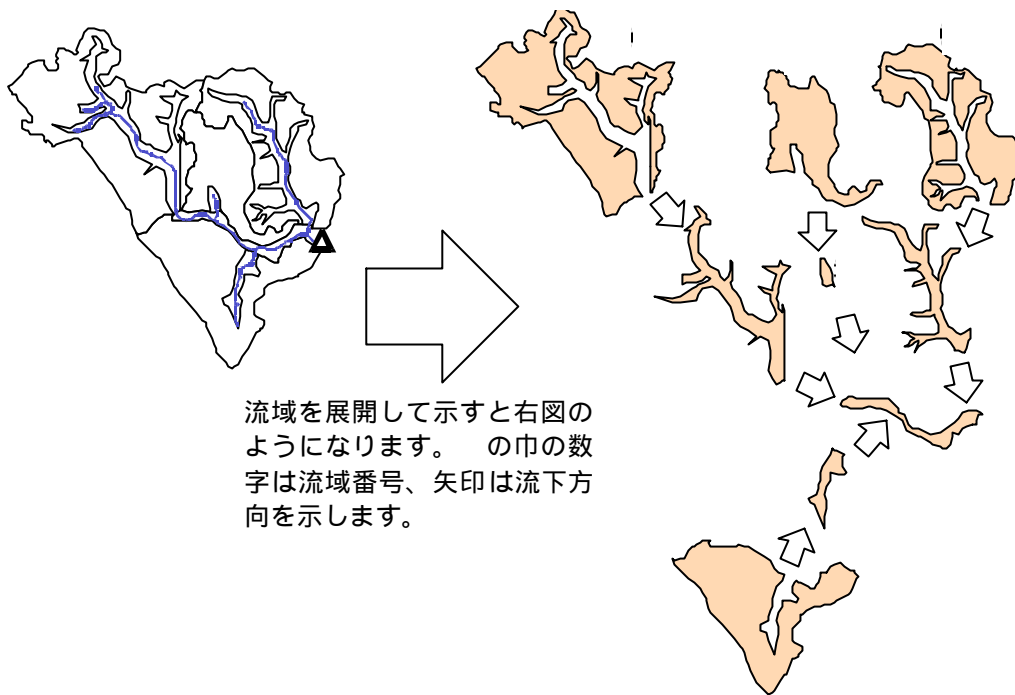 流域を展開して示すと右図の
ようになります。　の巾の数
字は流域番号、矢印は流下方
向を示します。